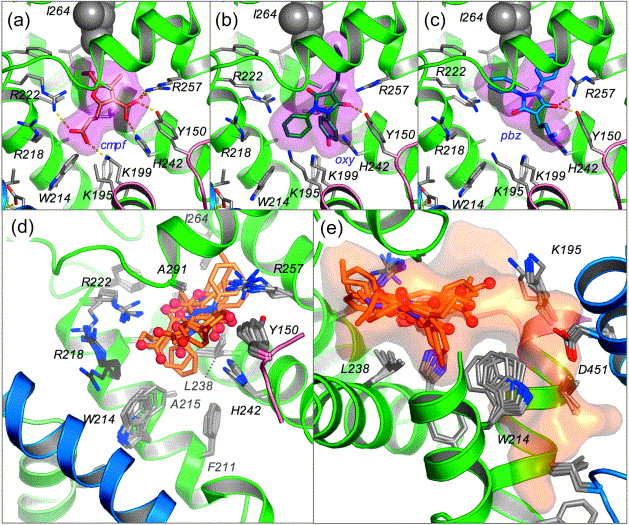 (a)
I264
R222
R257
R218
cmpf
Y150
H242
K199
W214
K195
(b)
I264
R222
R257
R218
Y150
oxy
H242
K199
W214
K195
(c)
I264
R222
R257
R218
pbz
Y150
H242
K199
W214
K195
(d)
I264
A291
R222
R257
R218
Y150
L238
A215
H242
W214
F211
(e)
K195
L238
D451
W214